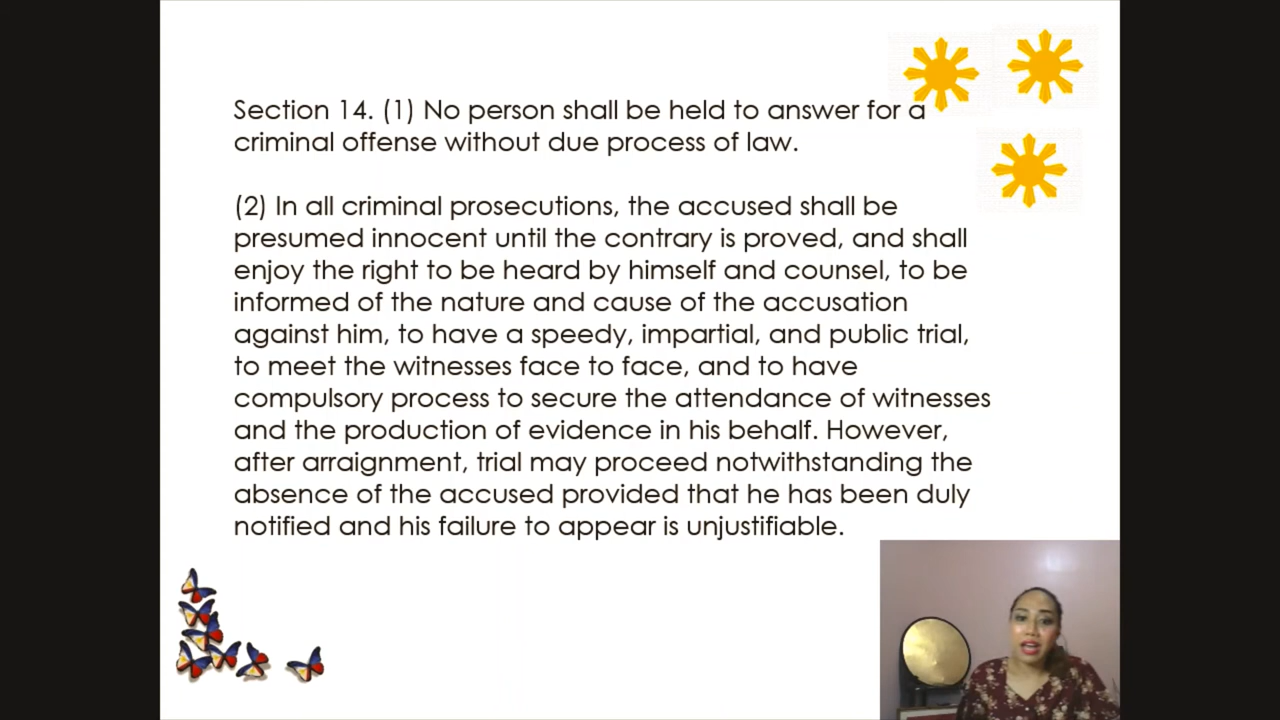 Section 14. (1) No person shall be held to answer for a
criminal offense without due process of law.
(2) In all criminal prosecutions, the accused shall be
presumed innocent until the contrary is proved, and shall
enjoy the right to be heard by himself and counsel, to be
informed of the nature and cause of the accusation
against him, to have a speedy, impartial, and public trial,
to meet the witnesses face to face, and to have
compulsory process to secure the attendance of witnesses
and the production of evidence in his behalf. However,
after arraignment, trial may proceed notwithstanding the
absence of the accused provided that he has been duly
notified and his failure to appear is unjustifiable.